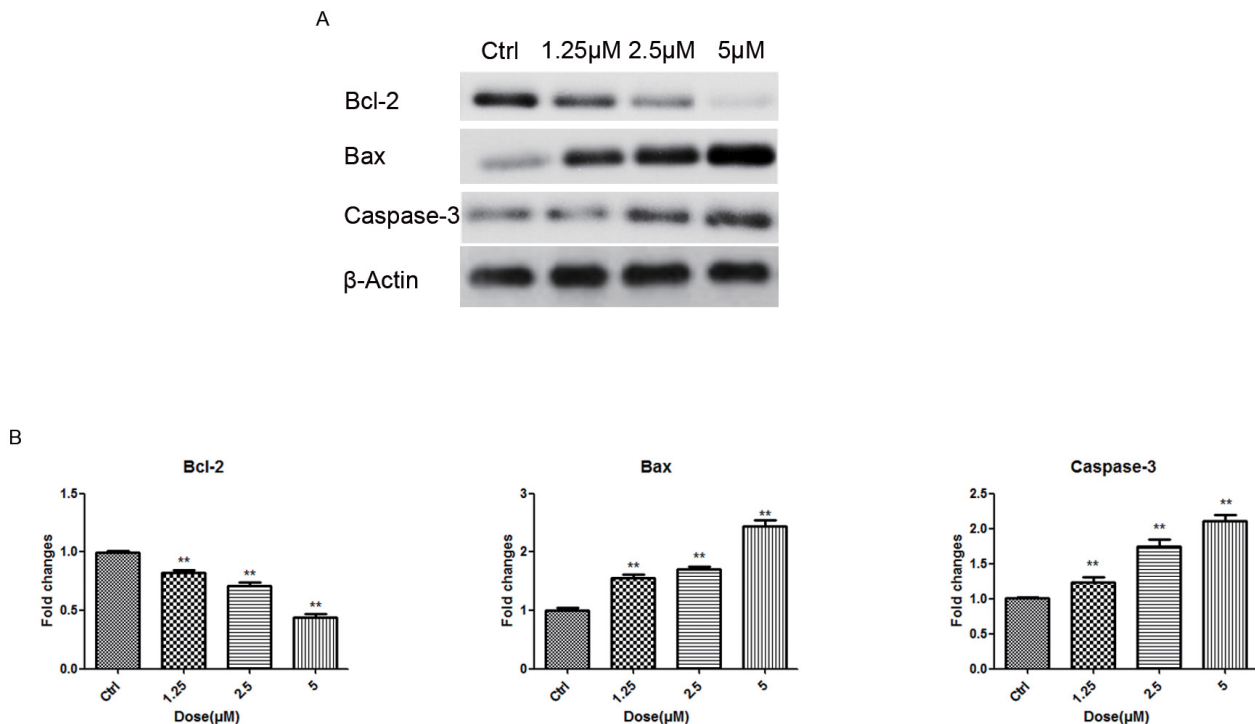 A
Ctrl 1.25µM 2.5µM 5µM
Bcl-2
Bax
Caspase-3
β-Actin
B
Bcl-2
Fold changes
1.5
1.0
0.5
0.0
** ** **
Ctrl 1.25 2.5 5
Dose(µM)
Bax
Fold changes
3
2
1
0
** ** **
Ctrl 1.25 2.5 5
Dose(µM)
Caspase-3
Fold changes
2.5
2.0
1.5
1.0
0.5
0.0
** ** **
Ctrl 1.25 2.5 5
Dose(µM)